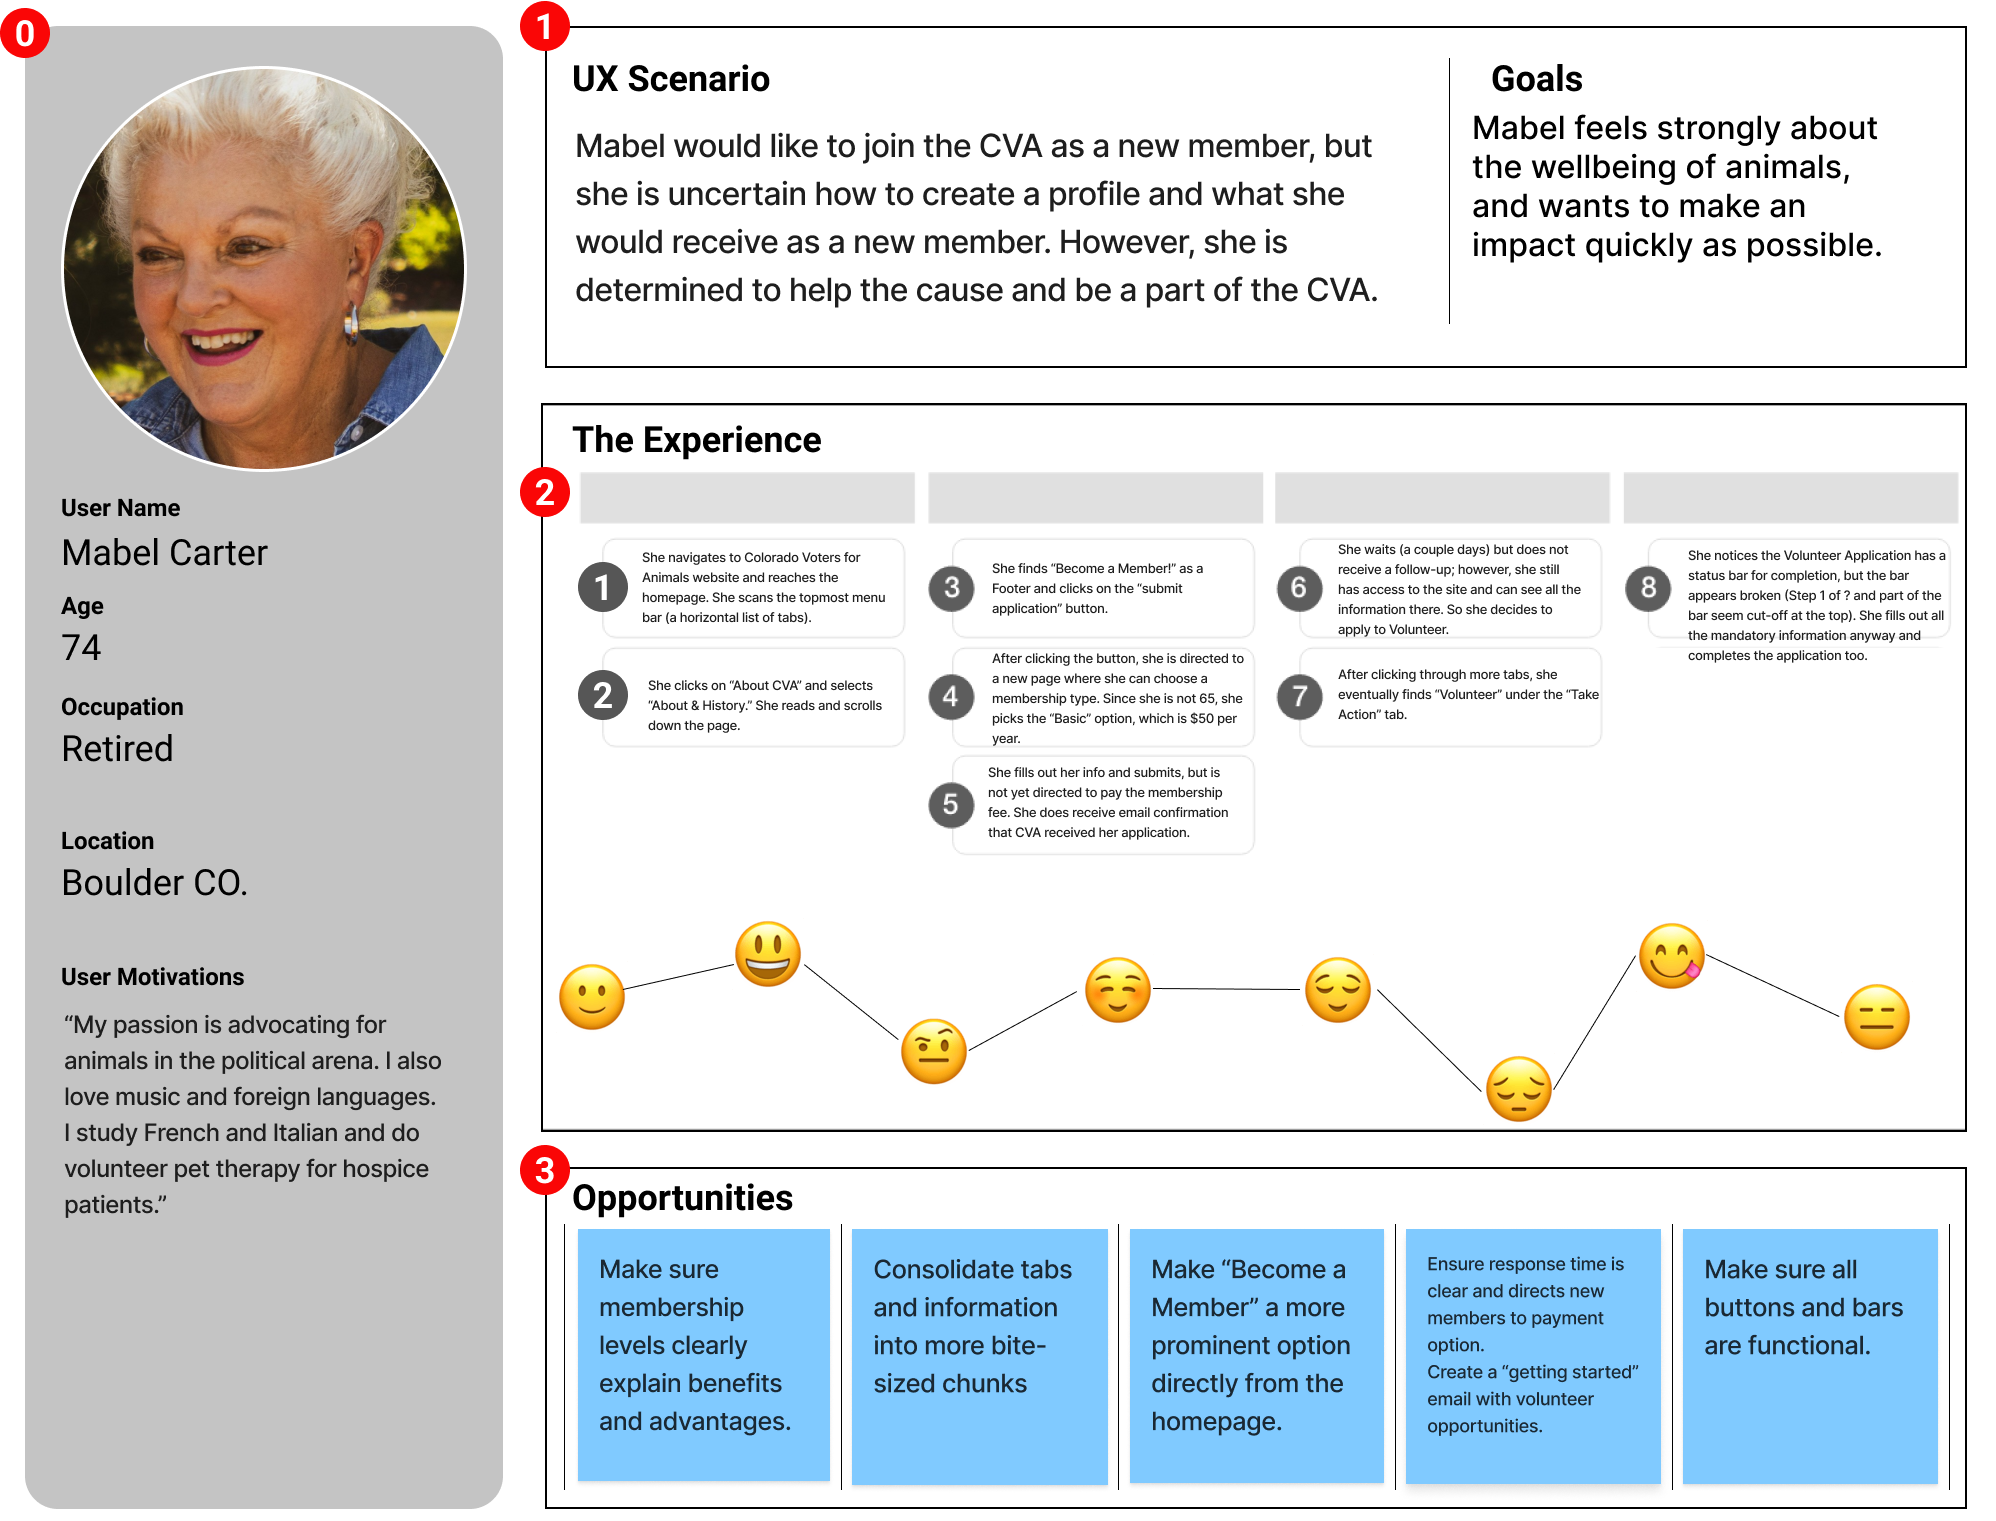 0
User Name
Mabel Carter
Age
74
Occupation
Retired
Location
Boulder CO.
User Motivations
“My passion is advocating for
animals in the political arena. I also
love music and foreign languages.
I study French and Italian and do
volunteer pet therapy for hospice
patients.”
1
UX Scenario
Mabel would like to join the CVA as a new member, but
she is uncertain how to create a profile and what she
would receive as a new member. However, she is
determined to help the cause and be a part of the CVA.
Goals
Mabel feels strongly about
the wellbeing of animals,
and wants to make an
impact quickly as possible.
The Experience
2
1
She navigates to Colorado Voters for
Animals website and reaches the
homepage. She scans the topmost menu
bar (a horizontal list of tabs).
2
She clicks on “About CVA” and selects
“About & History.” She reads and scrolls
down the page.
3
She finds “Become a Member!” as a
Footer and clicks on the “submit
application” button.
4
After clicking the button, she is directed to
a new page where she can choose a
membership type. Since she is not 65, she
picks the “Basic” option, which is $50 per
year.
5
She fills out her info and submits, but is
not yet directed to pay the membership
fee. She does receive email confirmation
that CVA received her application.
6
She waits (a couple days) but does not
receive a follow-up; however, she still
has access to the site and can see all the
information there. So she decides to
apply to Volunteer.
7
After clicking through more tabs, she
eventually finds “Volunteer” under the “Take
Action” tab.
8
She notices the Volunteer Application has a
status bar for completion, but the bar
appears broken (Step 1 of ? and part of the
bar seem cut-off at the top). She fills out all
the mandatory information anyway and
completes the application too.
3
Opportunities
Make sure
membership
levels clearly
explain benefits
and advantages.
Consolidate tabs
and information
into more bite-
sized chunks
Make “Become a
Member” a more
prominent option
directly from the
homepage.
Ensure response time is
clear and directs new
members to payment
option.
Create a “getting started”
email with volunteer
opportunities.
Make sure all
buttons and bars
are functional.